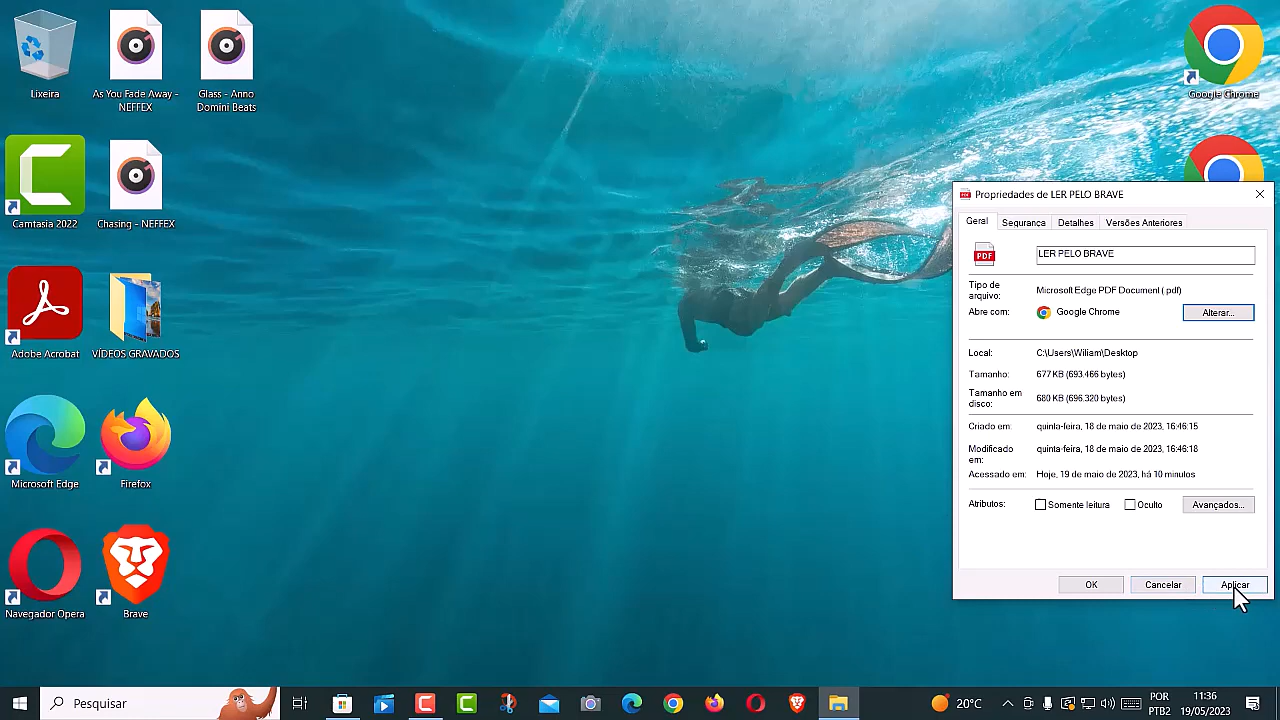 Lixeira
As You Fade Away -
NEFFEX
Glass - Anno
Domini Beats
Google Chrome
Camtasia 2022
Chasing - NEFFEX
Adobe Acrobat
VÍDEOS GRAVADOS
Microsoft Edge
Firefox
Navegador Opera
Brave
Propriedades de LER PELO BRAVE
Geral
Segurança
Detalhes
Versões Anteriores
PDF
LER PELO BRAVE
Tipo de
arquivo:
Microsoft Edge PDF Document (.pdf)
Abre com:
Google Chrome
Alterar...
Local:
C:\Users\Wiliam\Desktop
Tamanho:
677 KB (693.466 bytes)
Tamanho em
disco:
680 KB (696.320 bytes)
Criado em:
quinta-feira, 18 de maio de 2023, 16:46:15
Modificado
em:
quinta-feira, 18 de maio de 2023, 16:46:18
Acessado em:
Hoje, 19 de maio de 2023, há 10 minutos
Atributos:
Somente leitura
Oculto
Avançados...
OK
Cancelar
Aplicar
Pesquisar
20°C
POR
PTB2
11:36
19/05/2023